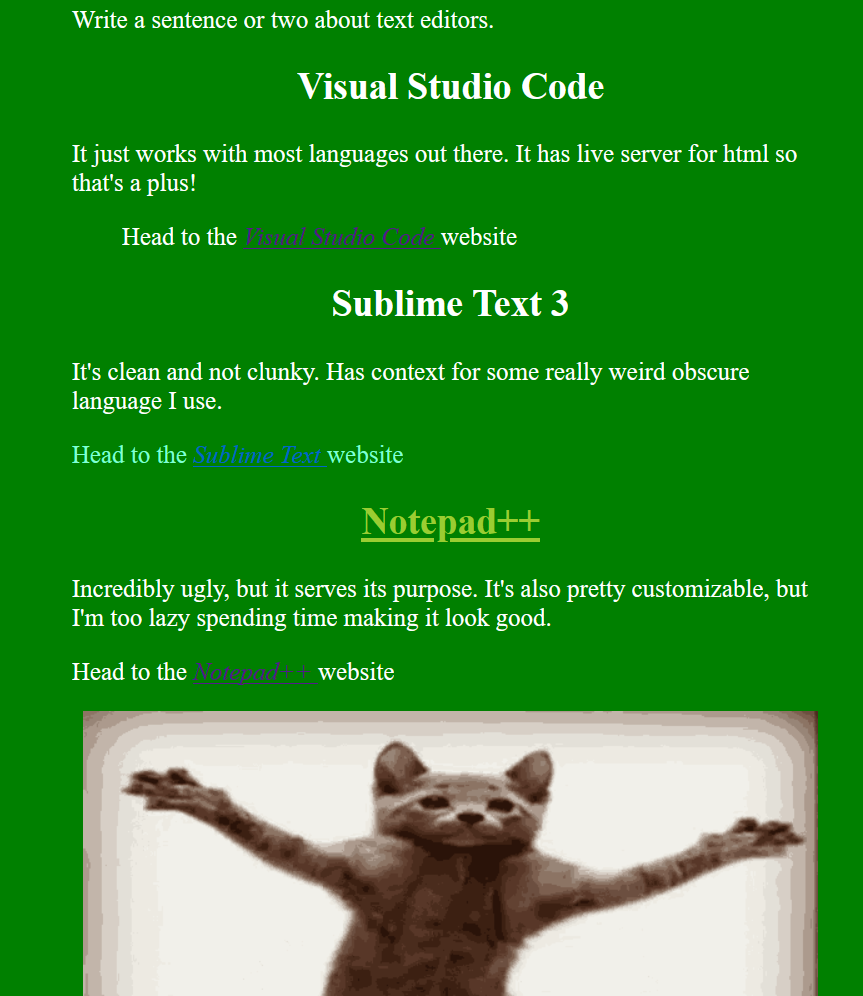 Write a sentence or two about text editors.
Visual Studio Code
It just works with most languages out there. It has live server for html so
that's a plus!
Head to the Visual Studio Code website
Sublime Text 3
It's clean and not clunky. Has context for some really weird obscure
language I use.
Head to the Sublime Text website
Notepad++
Incredibly ugly, but it serves its purpose. It's also pretty customizable, but
I'm too lazy spending time making it look good.
Head to the Notepad++ website